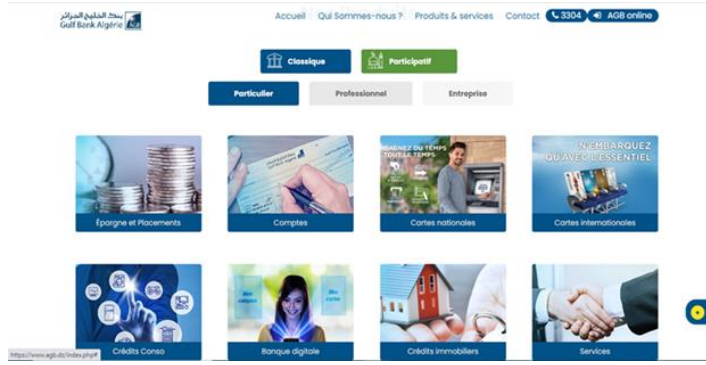 بنك الخليج الجزائر
Gulf Bank Algérie AGB
Accueil Qui Sommes-nous ? Produits & services Contact 3304 AGB online
Classique Participatif
Particulier Professionnel Entreprise
GAGNEZ DU TEMPS
TOUT LE TEMPS
N'EMBARQUEZ
QU'AVEC L'ESSENTIEL
Épargne et Placements Comptes Cartes nationales Cartes internationales
Crédits Conso Banque digitale Crédits immobiliers Services
https://www.agb.dz/index.php#